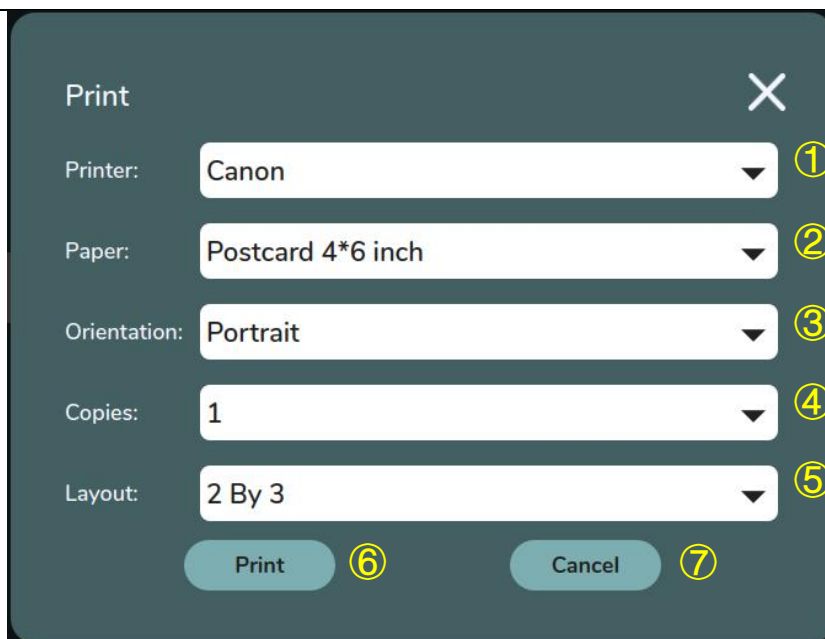 Print
Printer: Canon ①
Paper: Postcard 4*6 inch ②
Orientation: Portrait ③
Copies: 1 ④
Layout: 2 By 3 ⑤
Print ⑥ Cancel ⑦